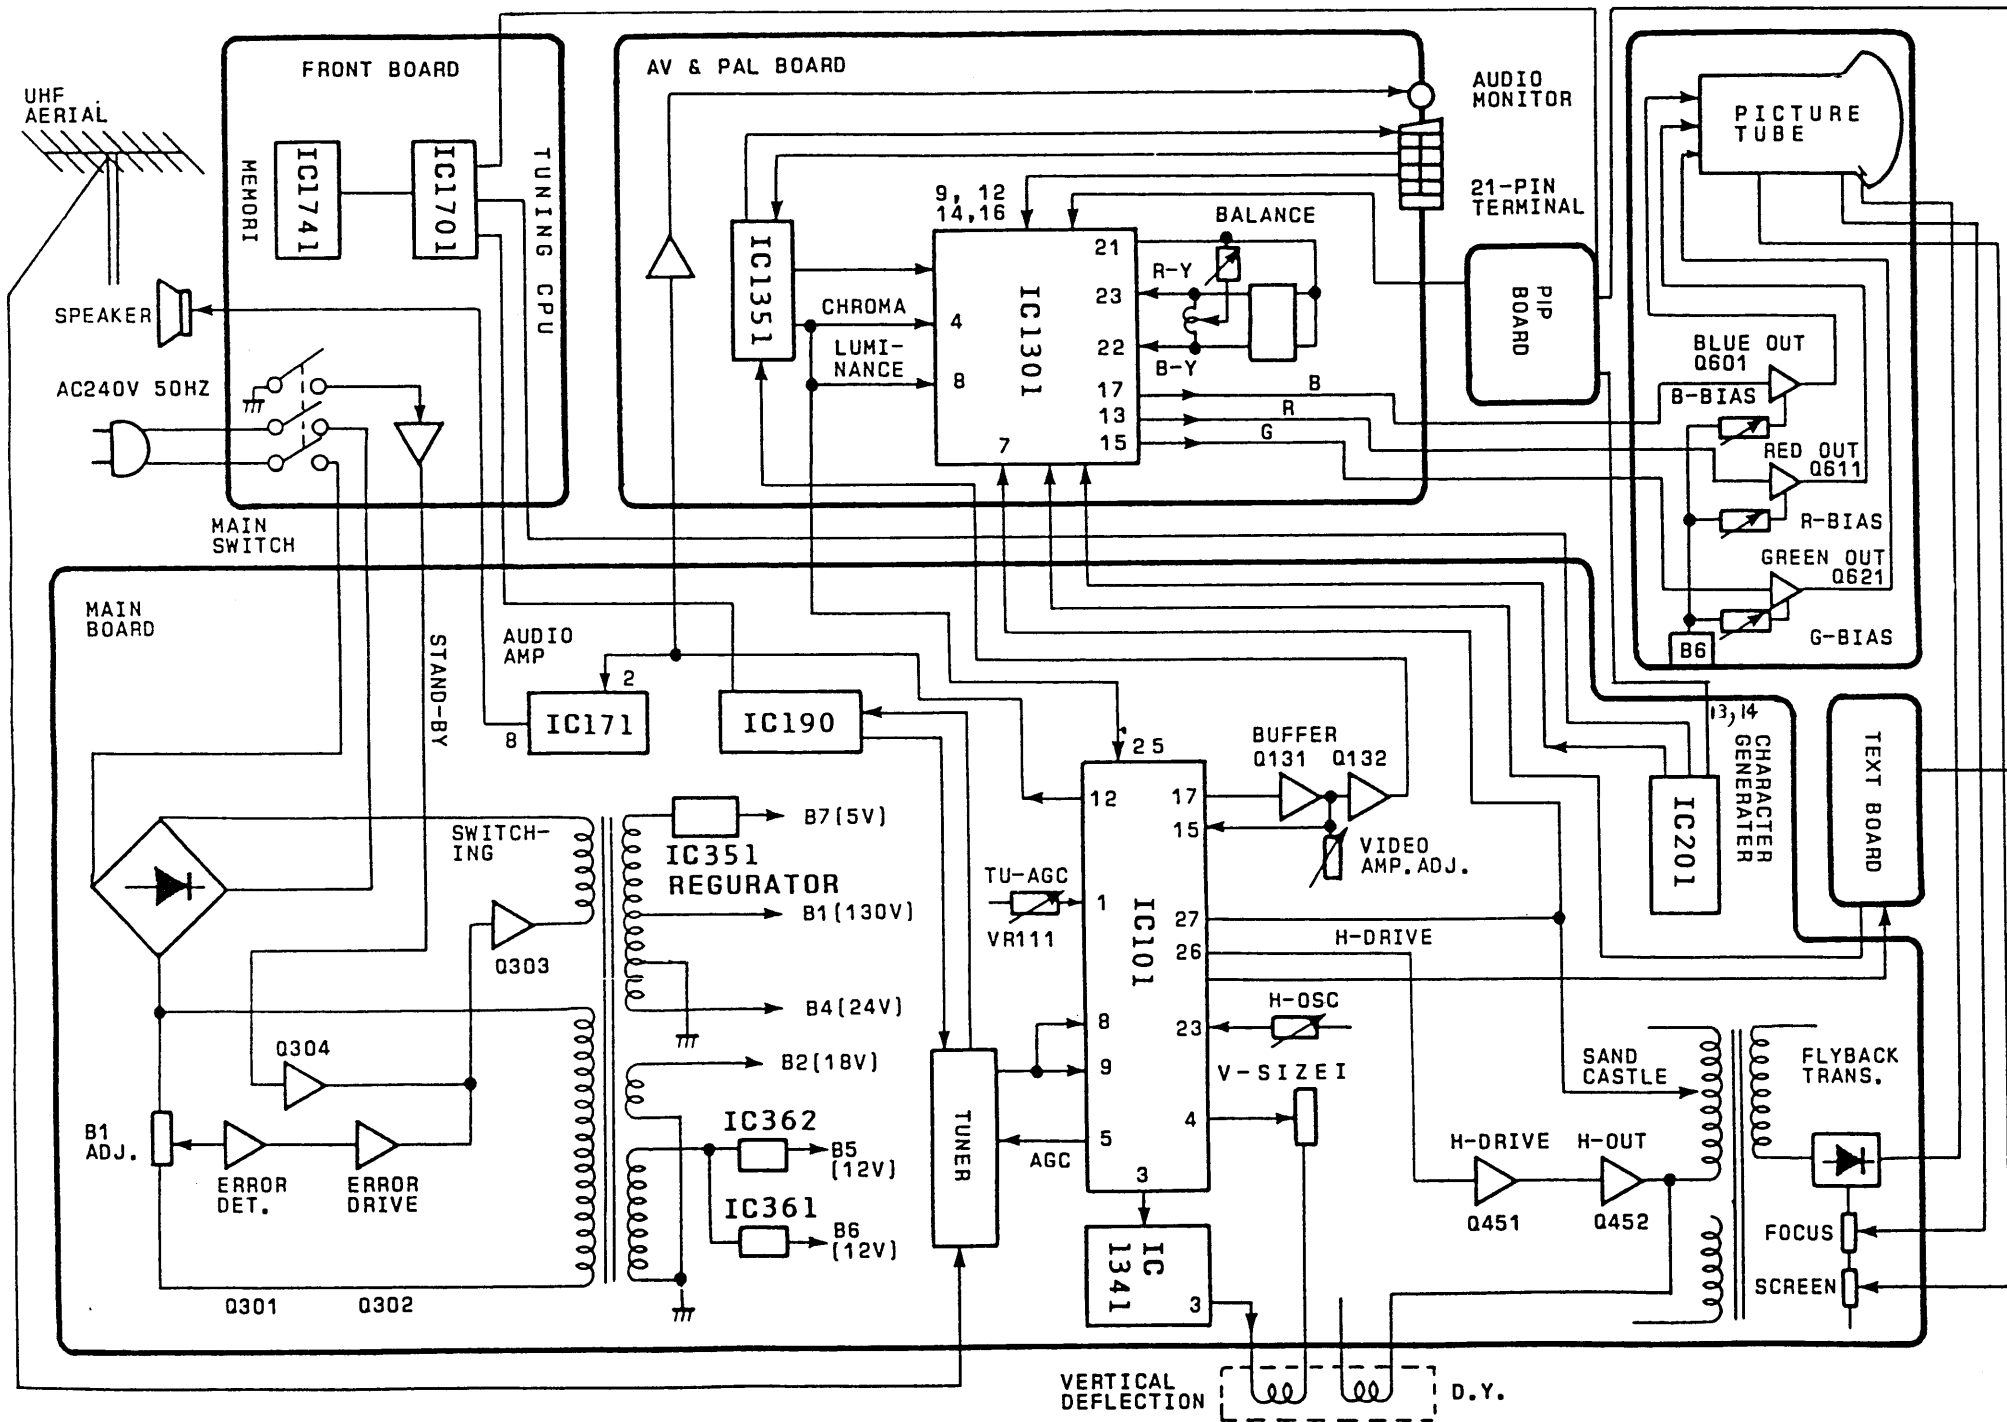 FRONT BOARD
UHF
AERIAL
MEMORI
IC1741
IC1701
TUNING CPU
SPEAKER
AC240V 50HZ
MAIN
SWITCH
AV & PAL BOARD
AUDIO
MONITOR
21-PIN
TERMINAL
9, 12
14,16
BALANCE
IC1351
CHROMA
LUMI-
NANCE
4
8
7
IC1301
21
23
22
17
13
15
R-Y
B-Y
B
R
G
PIP
BOARD
PICTURE
TUBE
BLUE OUT
Q601
B-BIAS
RED OUT
Q611
R-BIAS
GREEN OUT
Q621
G-BIAS
B6
MAIN
BOARD
STAND-BY
AUDIO
AMP
2
IC171
8
IC190
13,14
CHARACTER
GENERATER
IC201
TEXT BOARD
BUFFER
Q131 Q132
25
12
17
15
VIDEO
AMP.ADJ.
TU-AGC
VR111
1
IC101
27
26
H-DRIVE
23
H-OSC
8
9
V-SIZEI
4
5
AGC
3
SWITCH-
ING
Q303
IC351
REGURATOR
B7(5V)
B1(130V)
B4(24V)
B2(18V)
IC362
B5
(12V)
IC361
B6
(12V)
TUNER
Q304
B1
ADJ.
ERROR
DET.
ERROR
DRIVE
Q301
Q302
IC
1341
3
SAND
CASTLE
FLYBACK
TRANS.
H-DRIVE
H-OUT
Q451
Q452
FOCUS
SCREEN
VERTICAL
DEFLECTION
D.Y.